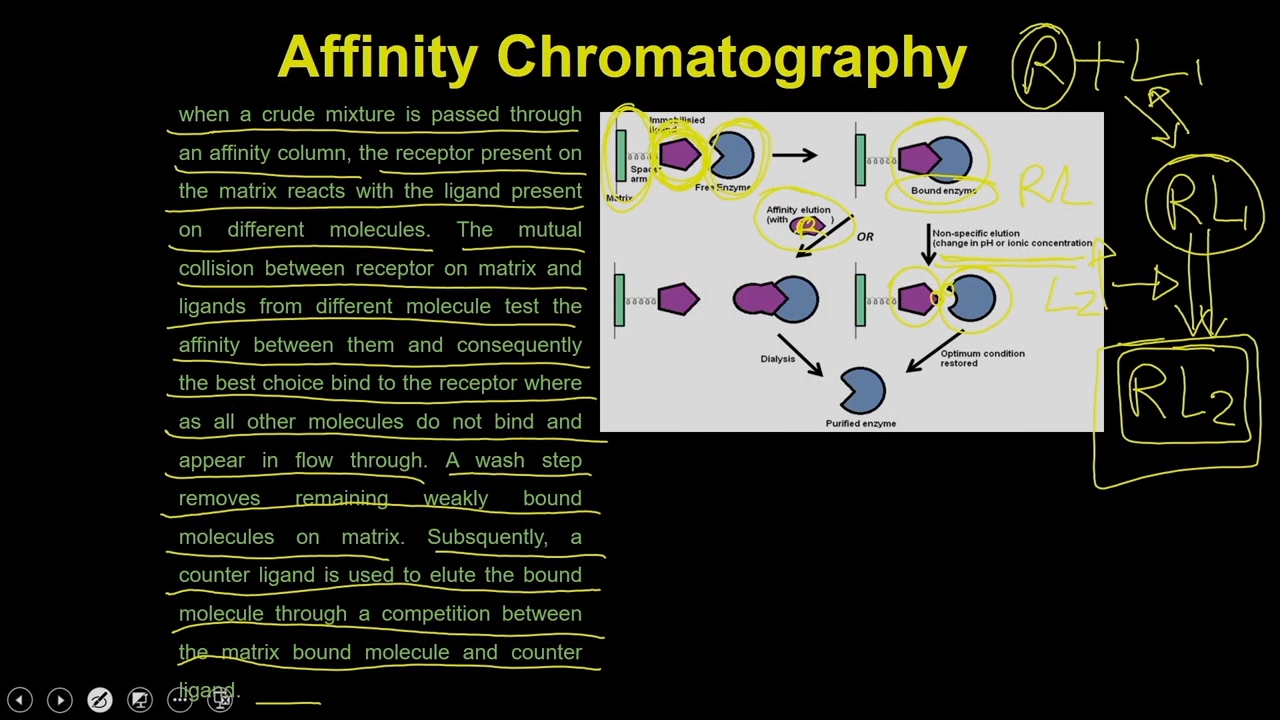 Affinity Chromatography
R + L1
when a crude mixture is passed through
an affinity column, the receptor present on
the matrix reacts with the ligand present
on different molecules. The mutual
collision between receptor on matrix and
ligands from different molecule test the
affinity between them and consequently
the best choice bind to the receptor where
as all other molecules do not bind and
appear in flow through. A wash step
removes remaining weakly bound
molecules on matrix. Subsquently, a
counter ligand is used to elute the bound
molecule through a competition between
the matrix bound molecule and counter
ligand.
Immobilisied
ligand
Spacer
arm
Matrix
Free Enzyme
Bound enzyme
RL
RL1
Affinity elution
(with R )
OR
Non-specific elution
(change in pH or ionic concentration
L2
Dialysis
Optimum condition
restored
Purified enzyme
RL2